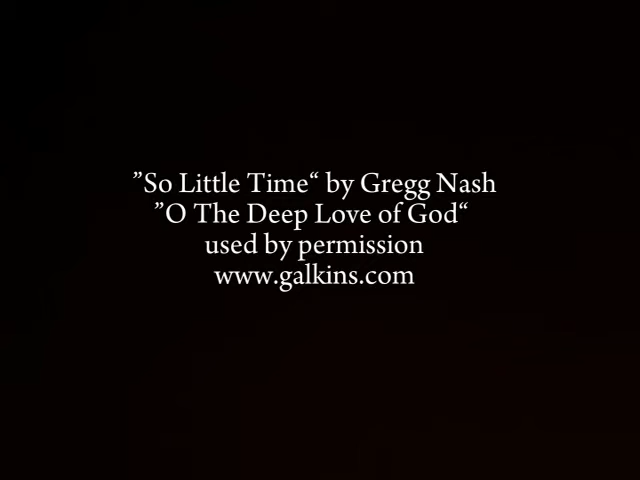 ”So Little Time“ by Gregg Nash
”O The Deep Love of God“
used by permission
www.galkins.com